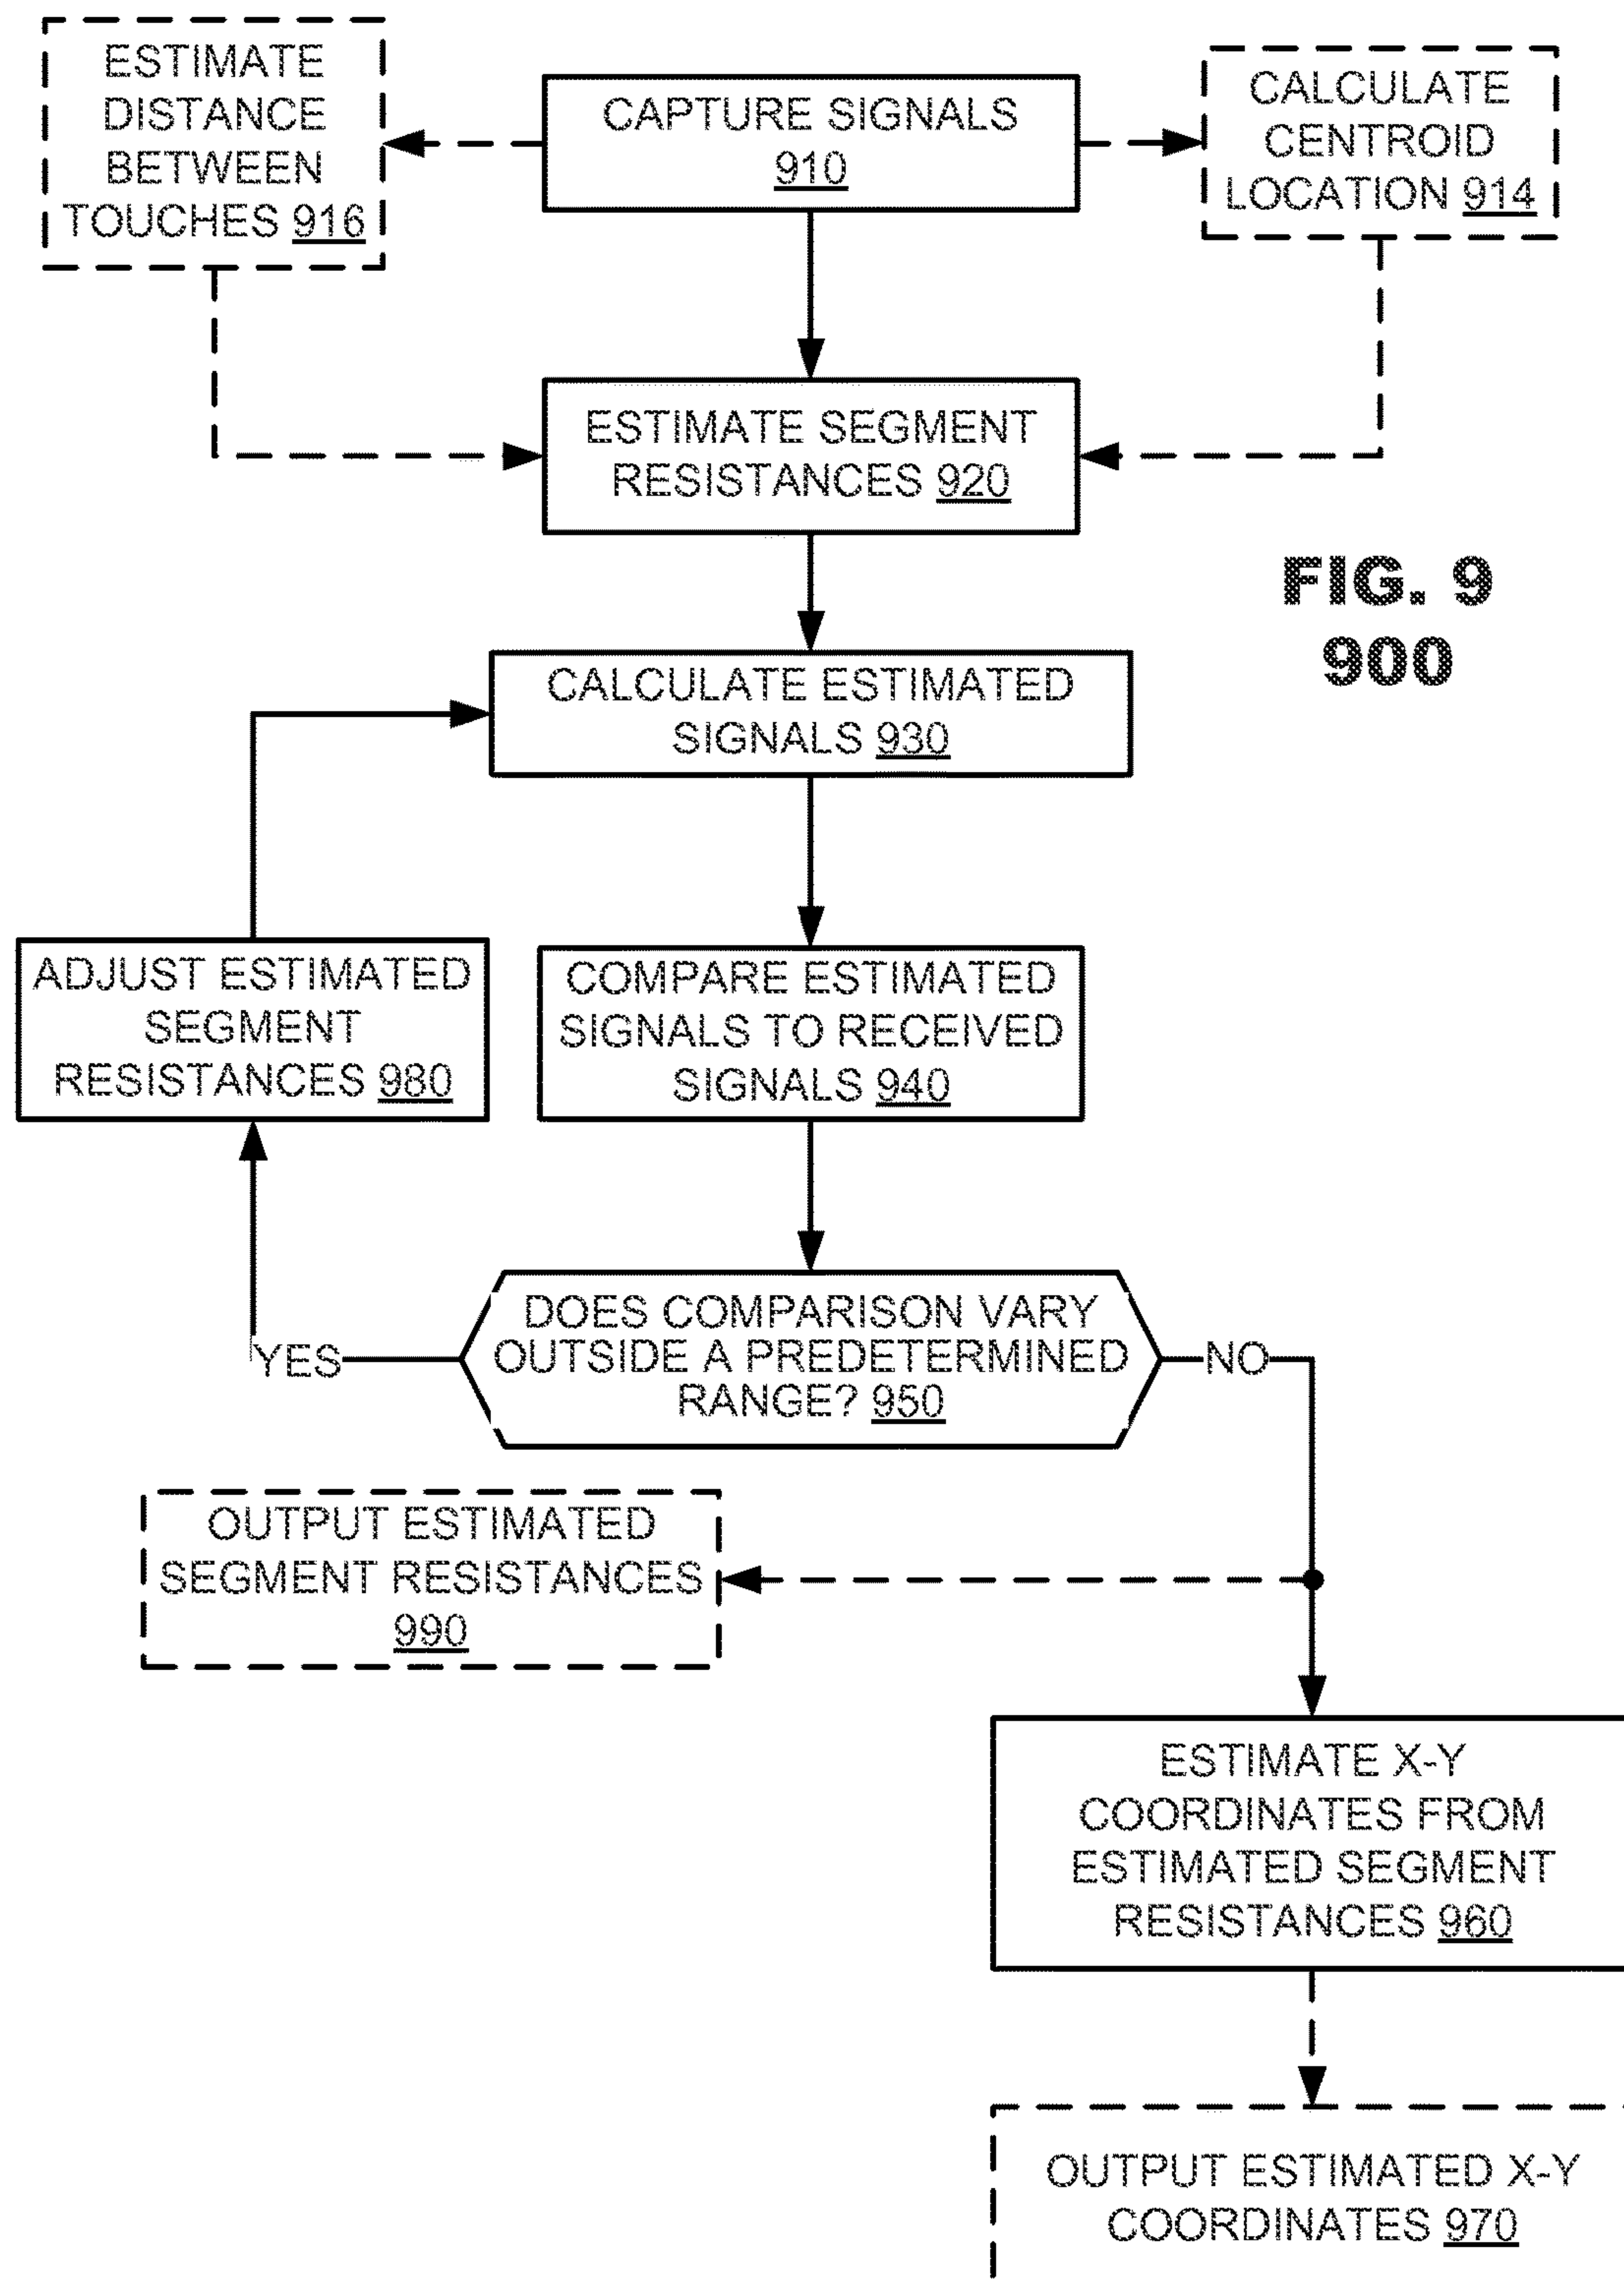 ESTIMATE
DISTANCE
BETWEEN
TOUCHES 916
CAPTURE SIGNALS
910
CALCULATE
CENTROID
LOCATION 914
ESTIMATE SEGMENT
RESISTANCES 920
FIG. 9
900
CALCULATE ESTIMATED
SIGNALS 930
ADJUST ESTIMATED
SEGMENT
RESISTANCES 980
COMPARE ESTIMATED
SIGNALS TO RECEIVED
SIGNALS 940
DOES COMPARISON VARY
OUTSIDE A PREDETERMINED
RANGE? 950
YES
NO
OUTPUT ESTIMATED
SEGMENT RESISTANCES
990
ESTIMATE X-Y
COORDINATES FROM
ESTIMATED SEGMENT
RESISTANCES 960
OUTPUT ESTIMATED X-Y
COORDINATES 970